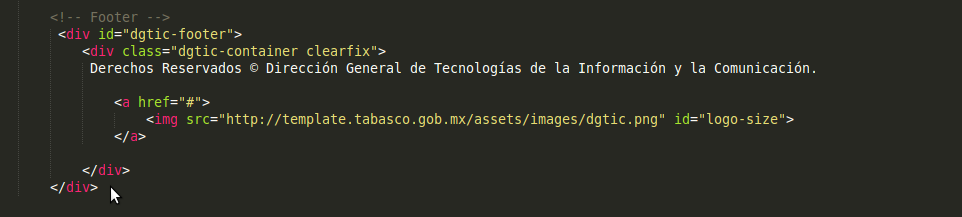 <!-- Footer -->
<div id="dgtic-footer">
<div class="dgtic-container clearfix">
Derechos Reservados © Dirección General de Tecnologías de la Información y la Comunicación.
<a href="#">
<img src="http://template.tabasco.gob.mx/assets/images/dgtic.png" id="logo-size">
</a>
</div>
</div>